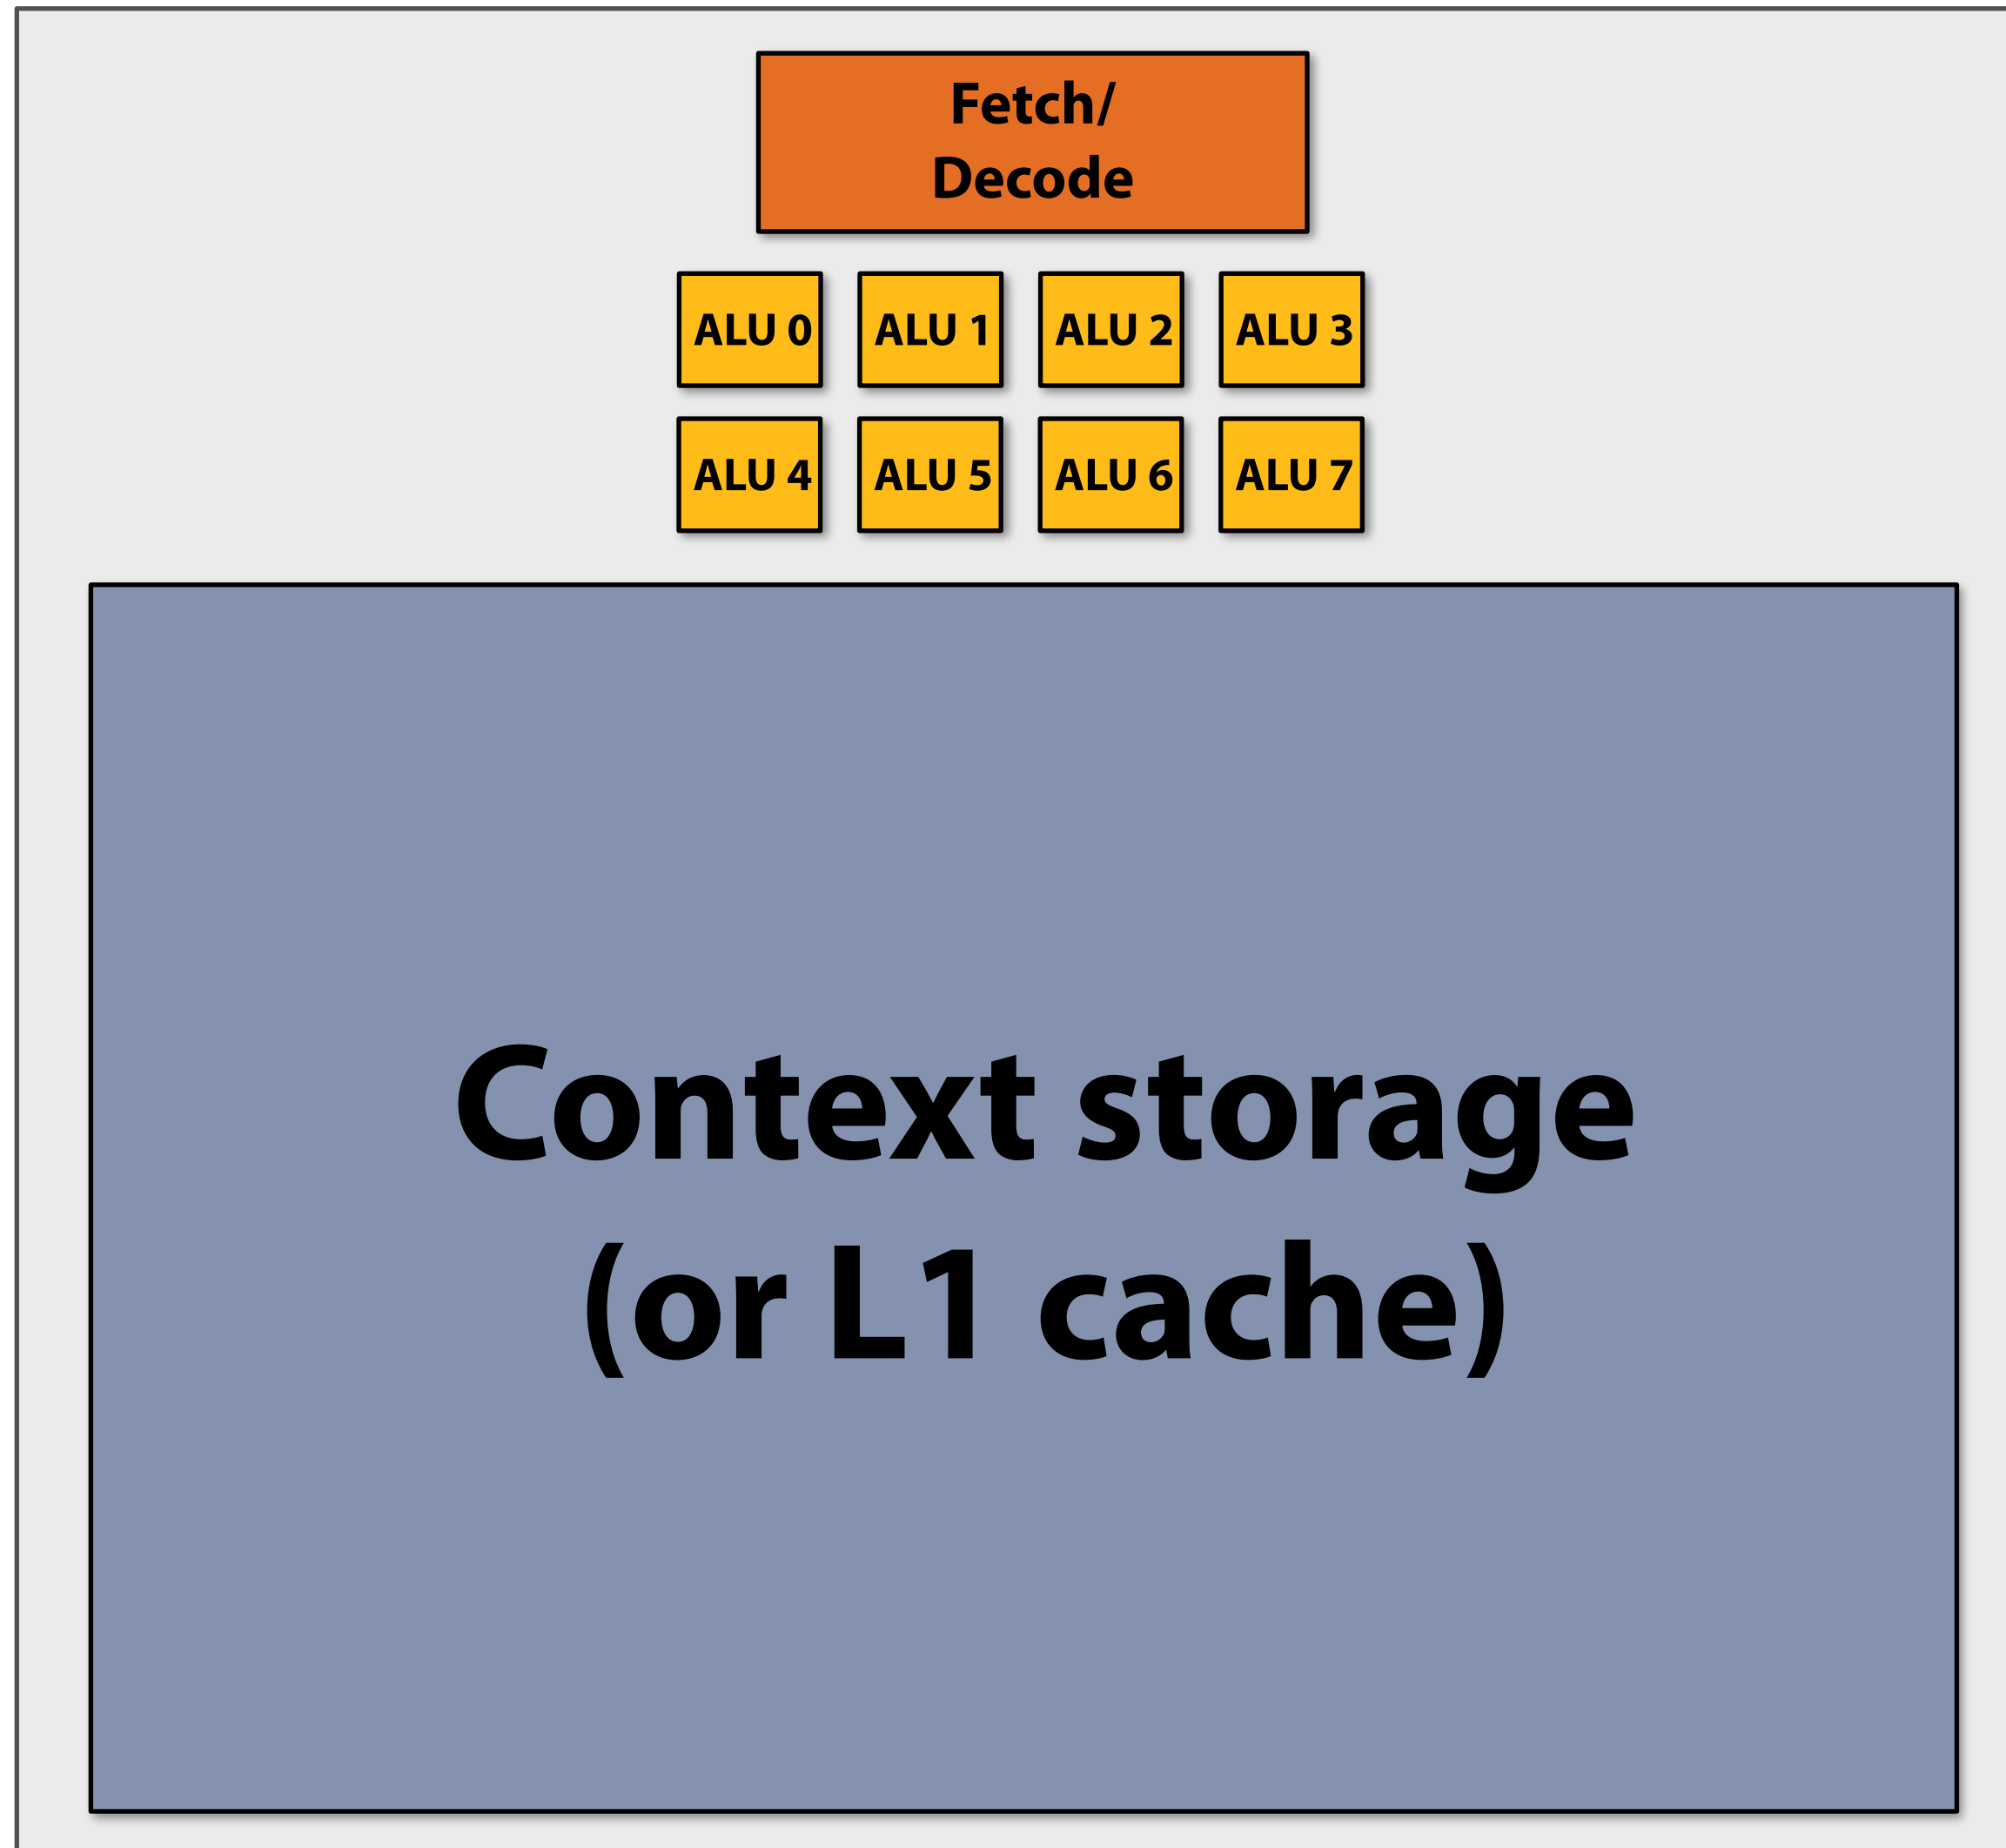 Fetch/
Decode
ALU 0 ALU 1 ALU 2 ALU 3
ALU 4 ALU 5 ALU 6 ALU 7
Context storage
(or L1 cache)